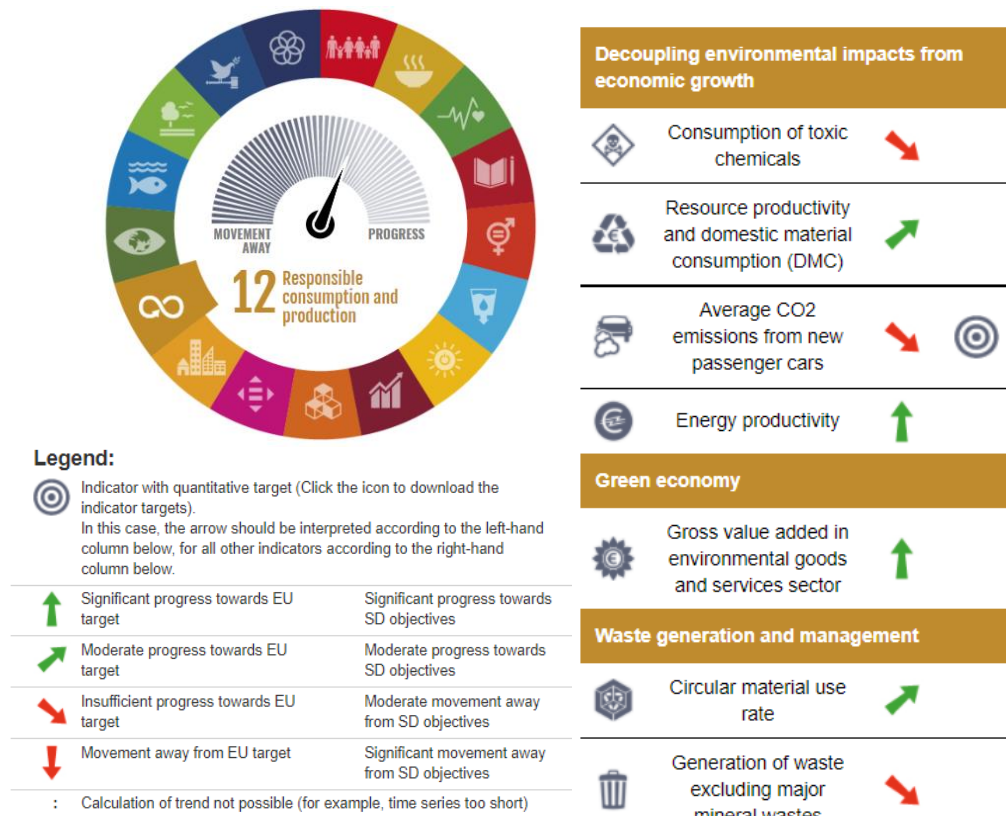 MOVEMENT
AWAY
PROGRESS
12 Responsible
consumption and
production
Legend:
Indicator with quantitative target (Click the icon to download the
indicator targets).
In this case, the arrow should be interpreted according to the left-hand
column below, for all other indicators according to the right-hand
column below.
Significant progress towards EU
target
Significant progress towards
SD objectives
Moderate progress towards EU
target
Moderate progress towards
SD objectives
Insufficient progress towards EU
target
Moderate movement away
from SD objectives
Movement away from EU target
Significant movement away
from SD objectives
: Calculation of trend not possible (for example, time series too short)
Decoupling environmental impacts from
economic growth
Consumption of toxic
chemicals
Resource productivity
and domestic material
consumption (DMC)
Average CO2
emissions from new
passenger cars
Energy productivity
Green economy
Gross value added in
environmental goods
and services sector
Waste generation and management
Circular material use
rate
Generation of waste
excluding major
mineral wastes